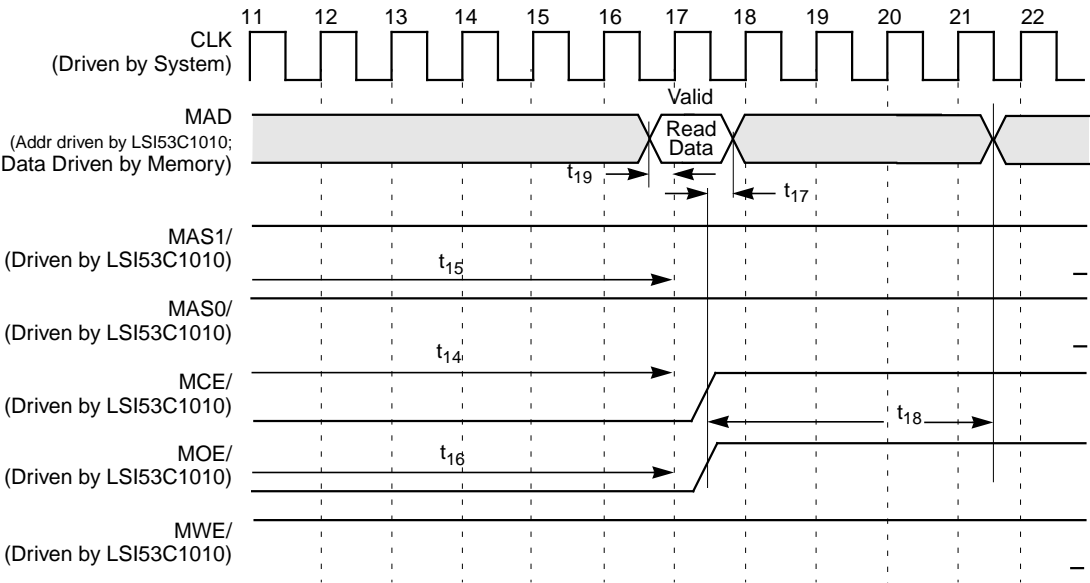 11 12 13 14 15 16 17 18 19 20 21 22
CLK
(Driven by System)
Valid
MAD
(Addr driven by LSI53C1010;
Data Driven by Memory)
Read
Data
t19
t17
MAS1/
(Driven by LSI53C1010)
t15
MAS0/
(Driven by LSI53C1010)
t14
MCE/
(Driven by LSI53C1010)
t18
MOE/
(Driven by LSI53C1010)
t16
MWE/
(Driven by LSI53C1010)